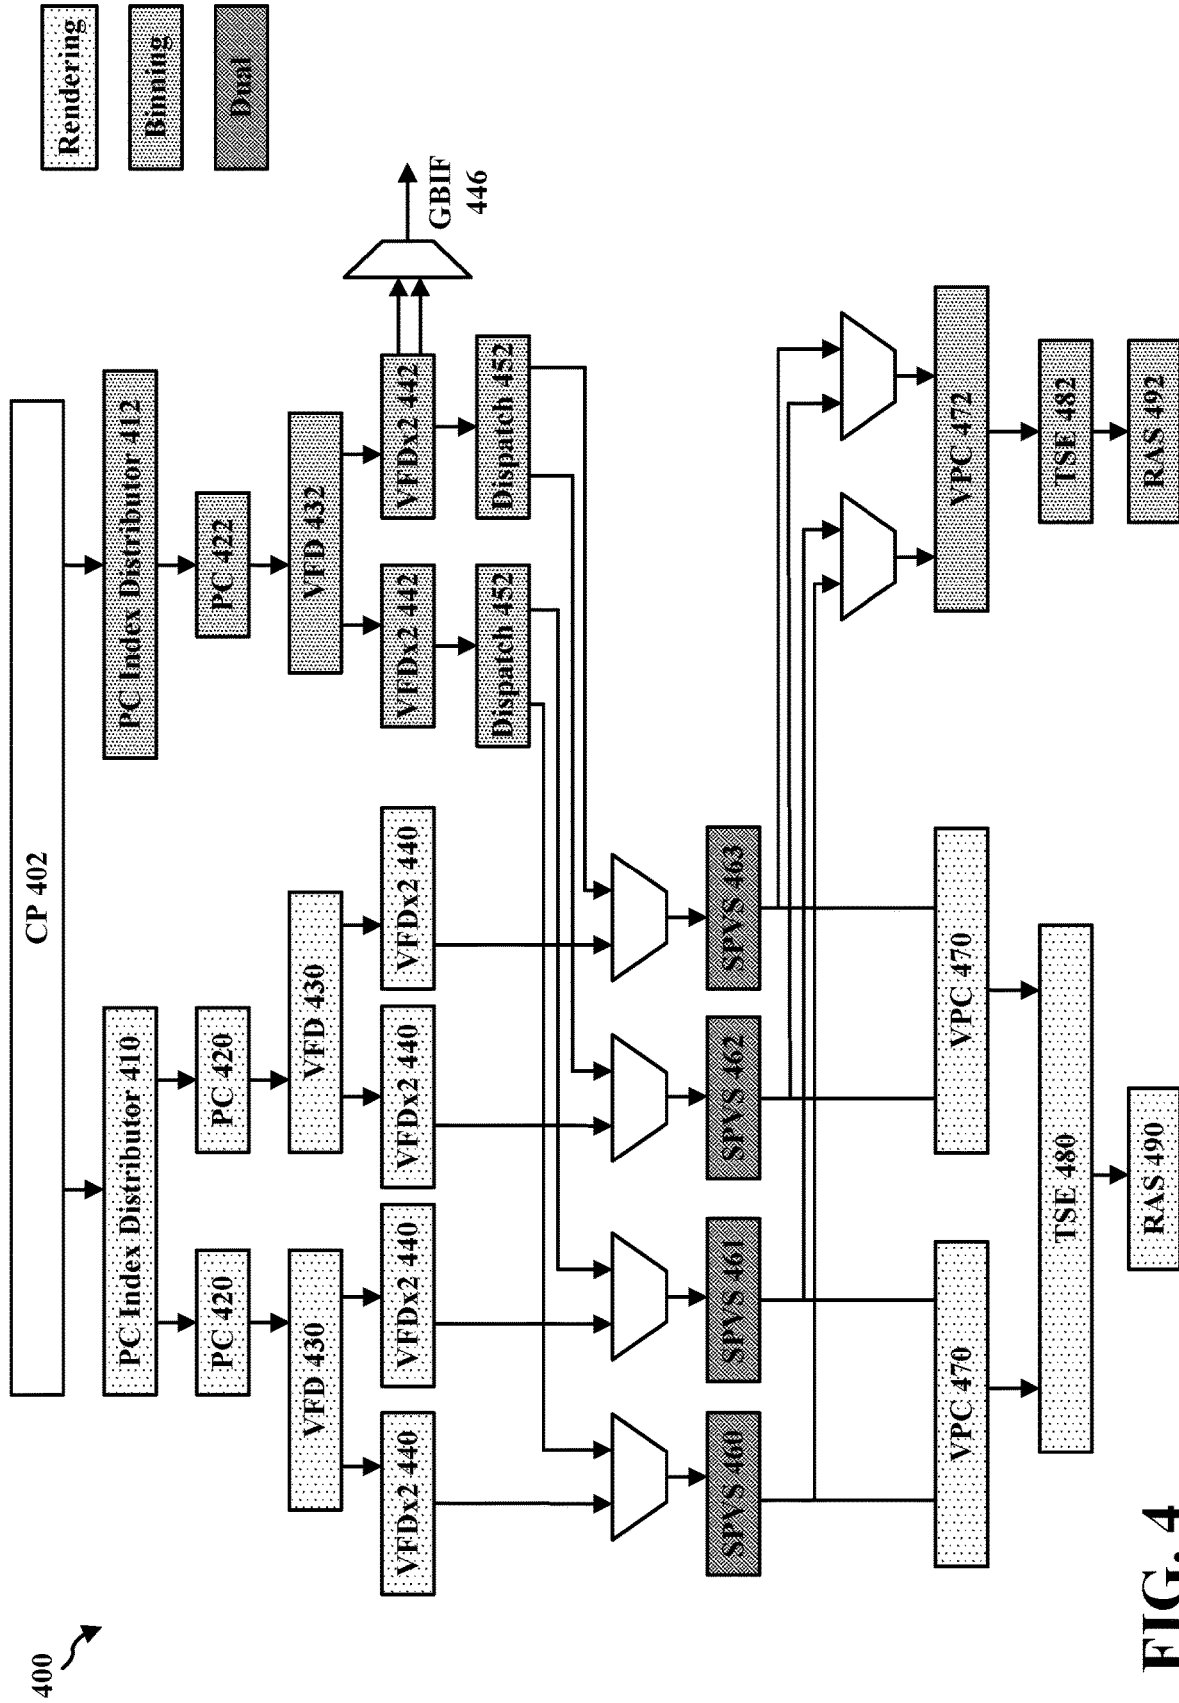 400
CP 402
Rendering
Binning
Dual
PC Index Distributor 410
PC Index Distributor 412
PC 420
PC 420
PC 422
VFD 430
VFD 430
VFD 432
VFDx2 440
VFDx2 440
VFDx2 440
VFDx2 440
VFDx2 442
VFDx2 442
GBIF
446
Dispatch 452
Dispatch 452
SPVS 460
SPVS 461
SPVS 462
SPVS 463
VPC 470
VPC 470
VPC 472
TSE 480
TSE 482
RAS 490
RAS 492
FIG. 4